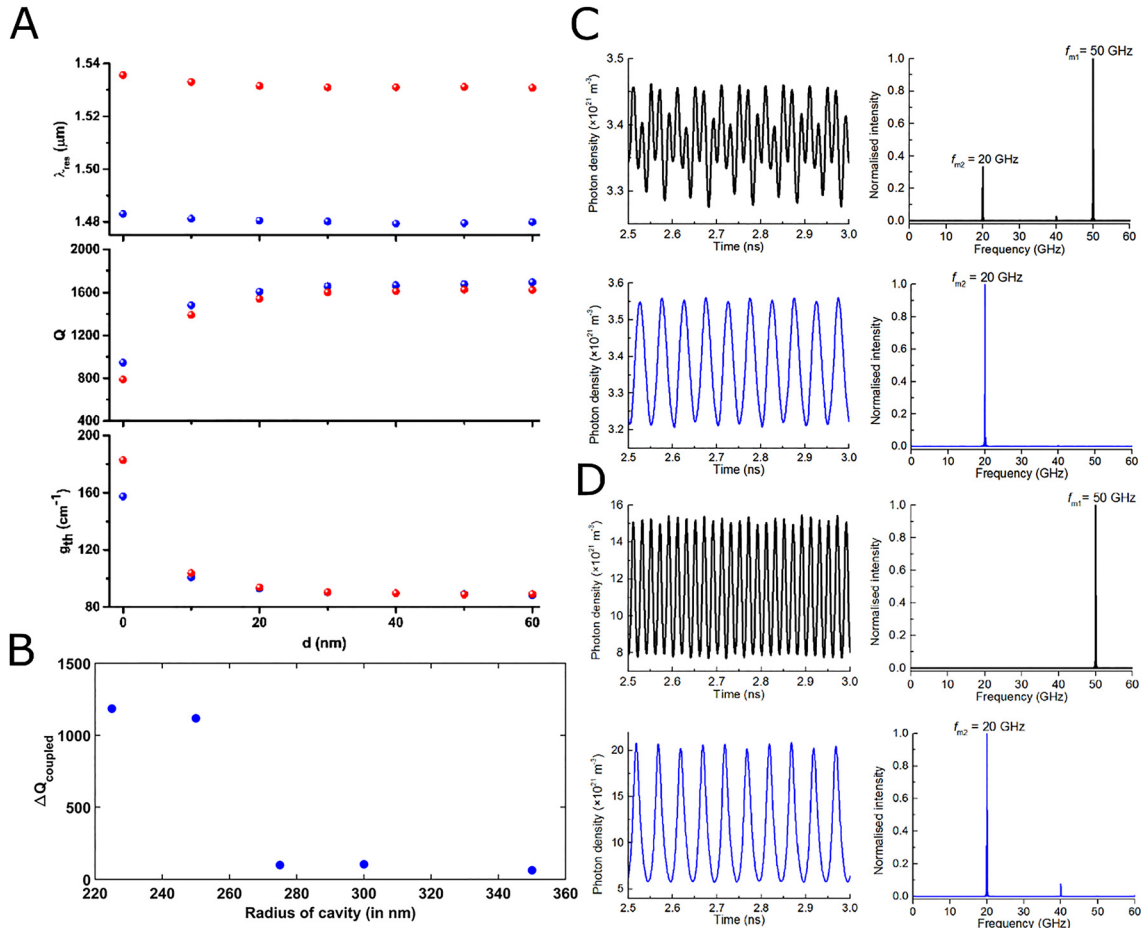 A
1.54
1.52
1.50
1.48
λres (μm)
2000
1600
1200
800
400
Q
200
160
120
80
gth (cm⁻¹)
0 20 40 60
d (nm)
B
1500
1000
500
0
△Qcoupled
220 240 260 280 300 320 340 360
Radius of cavity (in nm)
C
3.5
3.4
3.3
Photon density (×10²¹ m⁻³)
2.5 2.6 2.7 2.8 2.9 3.0
Time (ns)
fm1= 50 GHz
fm2 = 20 GHz
1.0
0.8
0.6
0.4
0.2
0.0
Normalised intensity
0 10 20 30 40 50 60
Frequency (GHz)
3.6
3.5
3.4
3.3
3.2
Photon density (×10²¹ m⁻³)
2.5 2.6 2.7 2.8 2.9 3.0
Time (ns)
fm2 = 20 GHz
1.0
0.8
0.6
0.4
0.2
0.0
Normalised intensity
0 10 20 30 40 50 60
Frequency (GHz)
D
16
14
12
10
8
Photon density (×10²¹ m⁻³)
2.5 2.6 2.7 2.8 2.9 3.0
Time (ns)
fm1= 50 GHz
1.0
0.8
0.6
0.4
0.2
0.0
Normalised intensity
0 10 20 30 40 50 60
Frequency (GHz)
20
15
10
5
Photon density (×10²¹ m⁻³)
2.5 2.6 2.7 2.8 2.9 3.0
Time (ns)
fm2 = 20 GHz
1.0
0.8
0.6
0.4
0.2
0.0
Normalised intensity
0 10 20 30 40 50 60
Frequency (GHz)